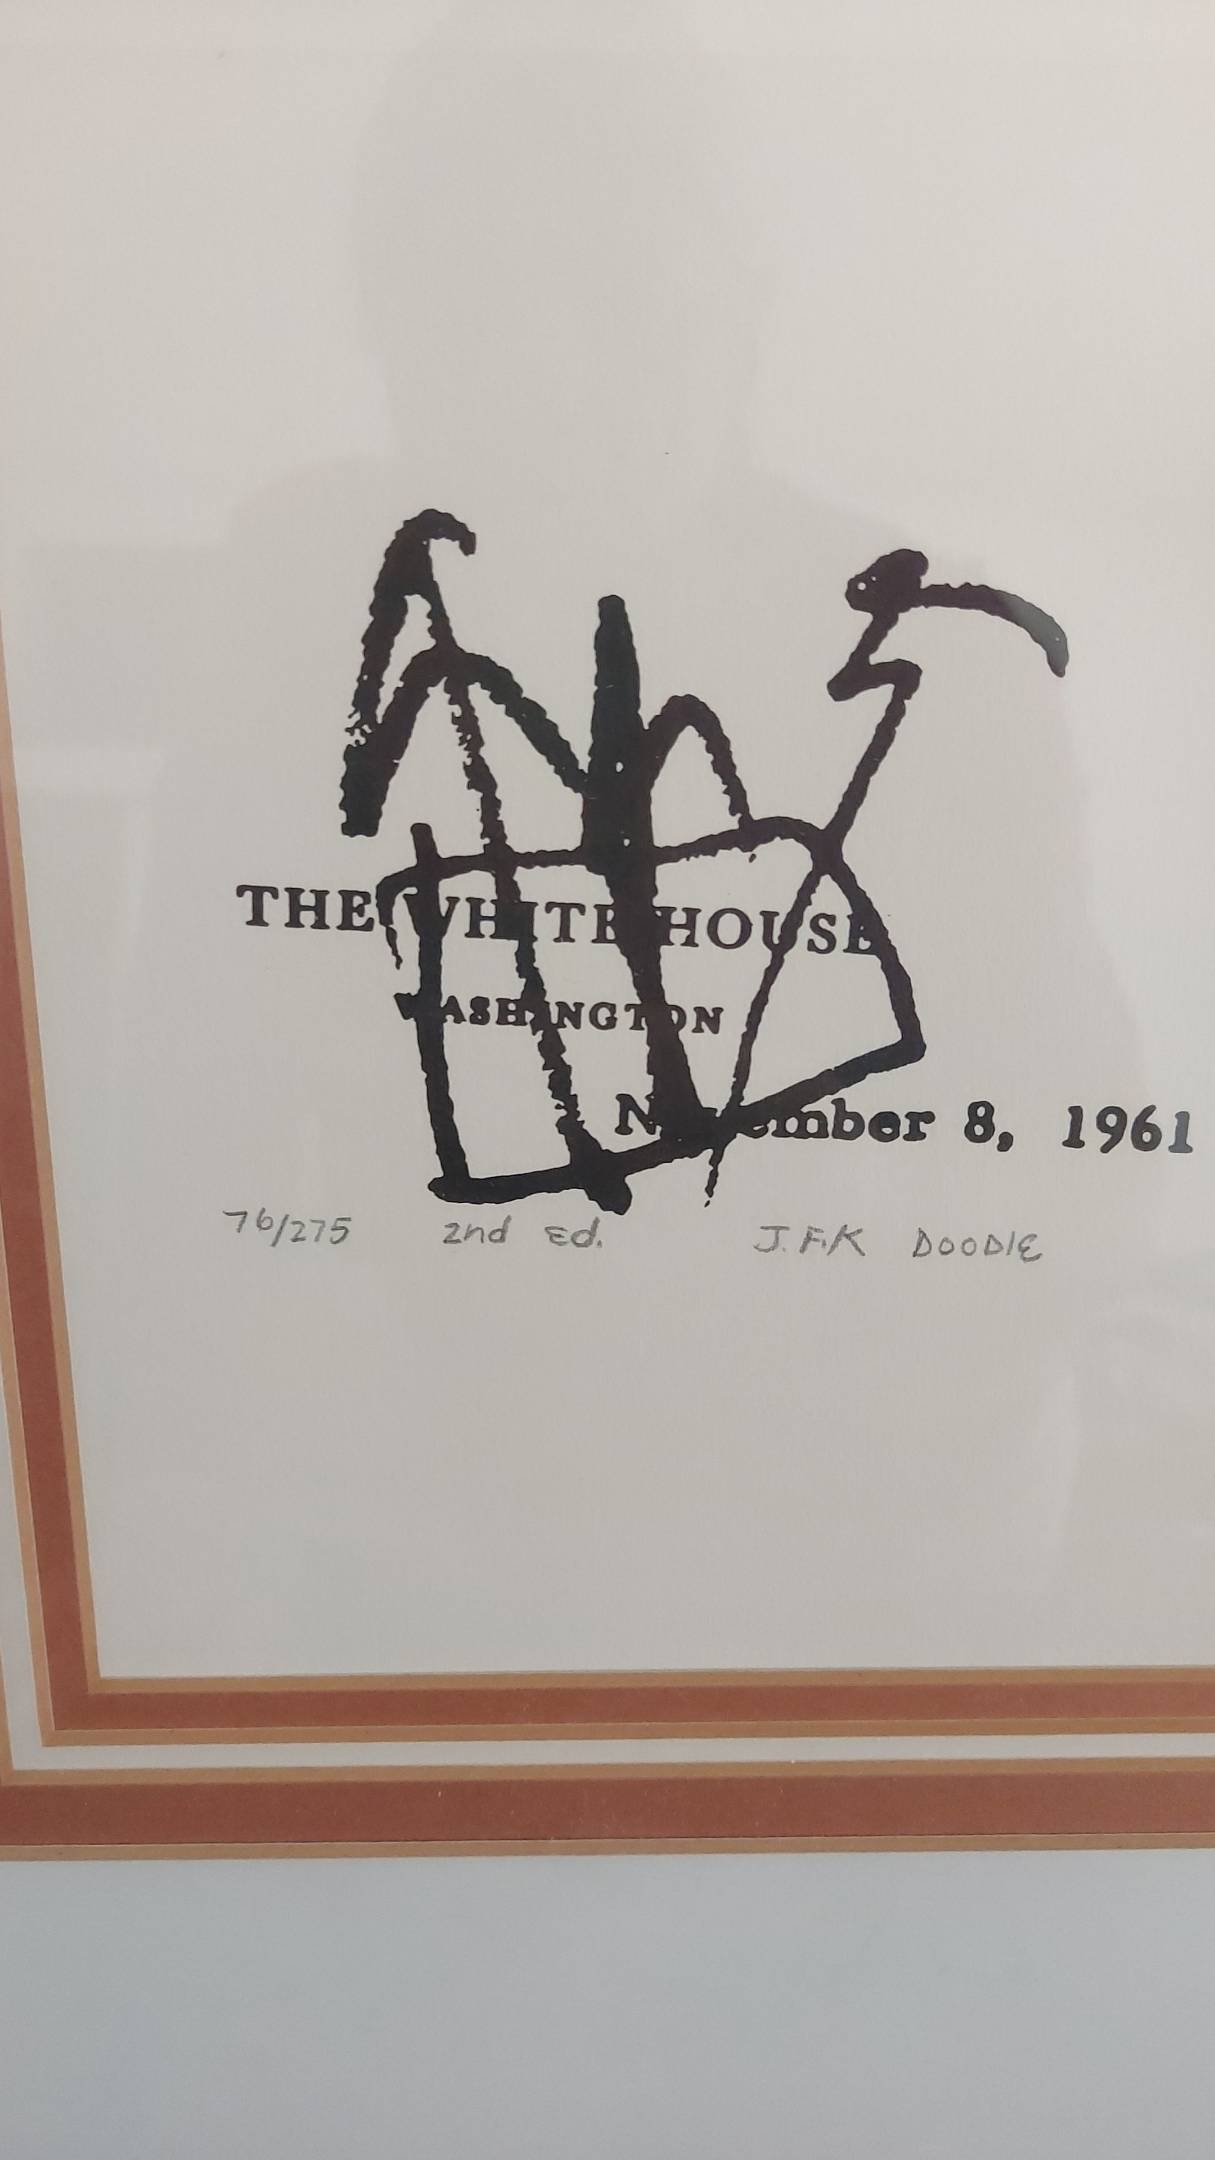 THE WHITE HOUSE
WASHINGTON
November 8, 1961
76/275 2nd Ed. J.F.K DOODLE